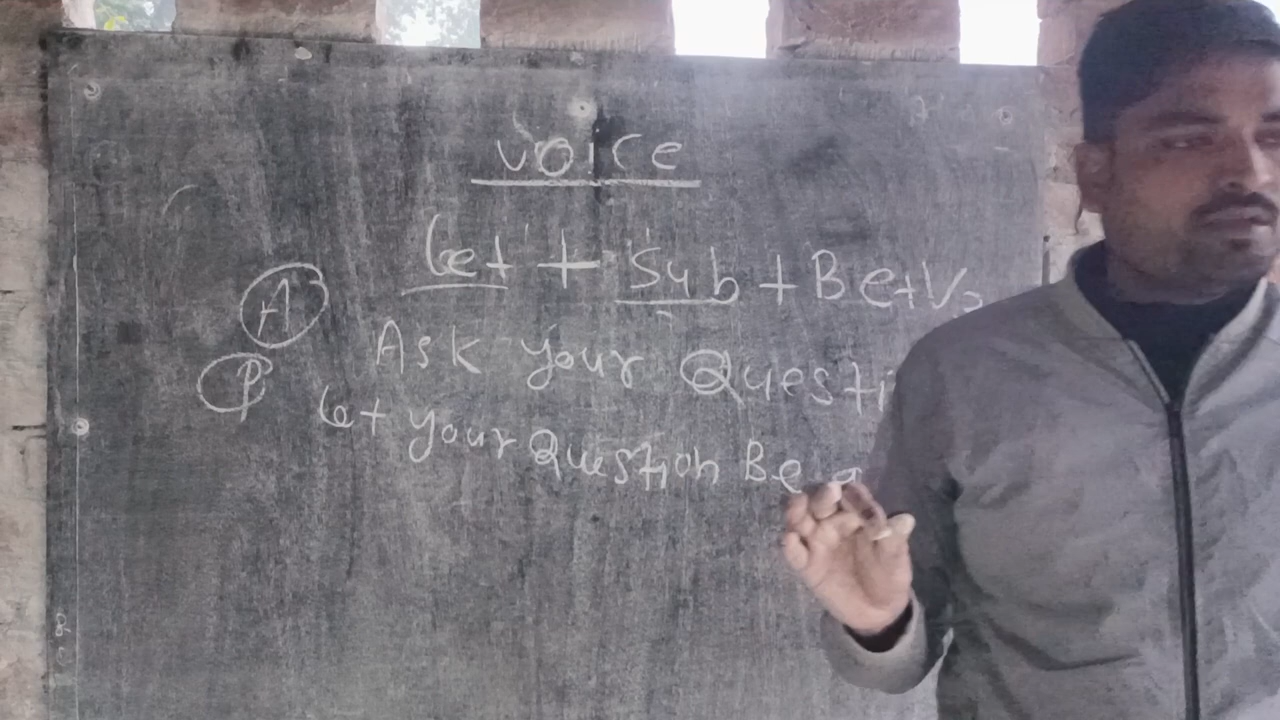 Voice
Let + Sub + Be + V3
(A) Ask your Questi
(P) Let your Question Be a